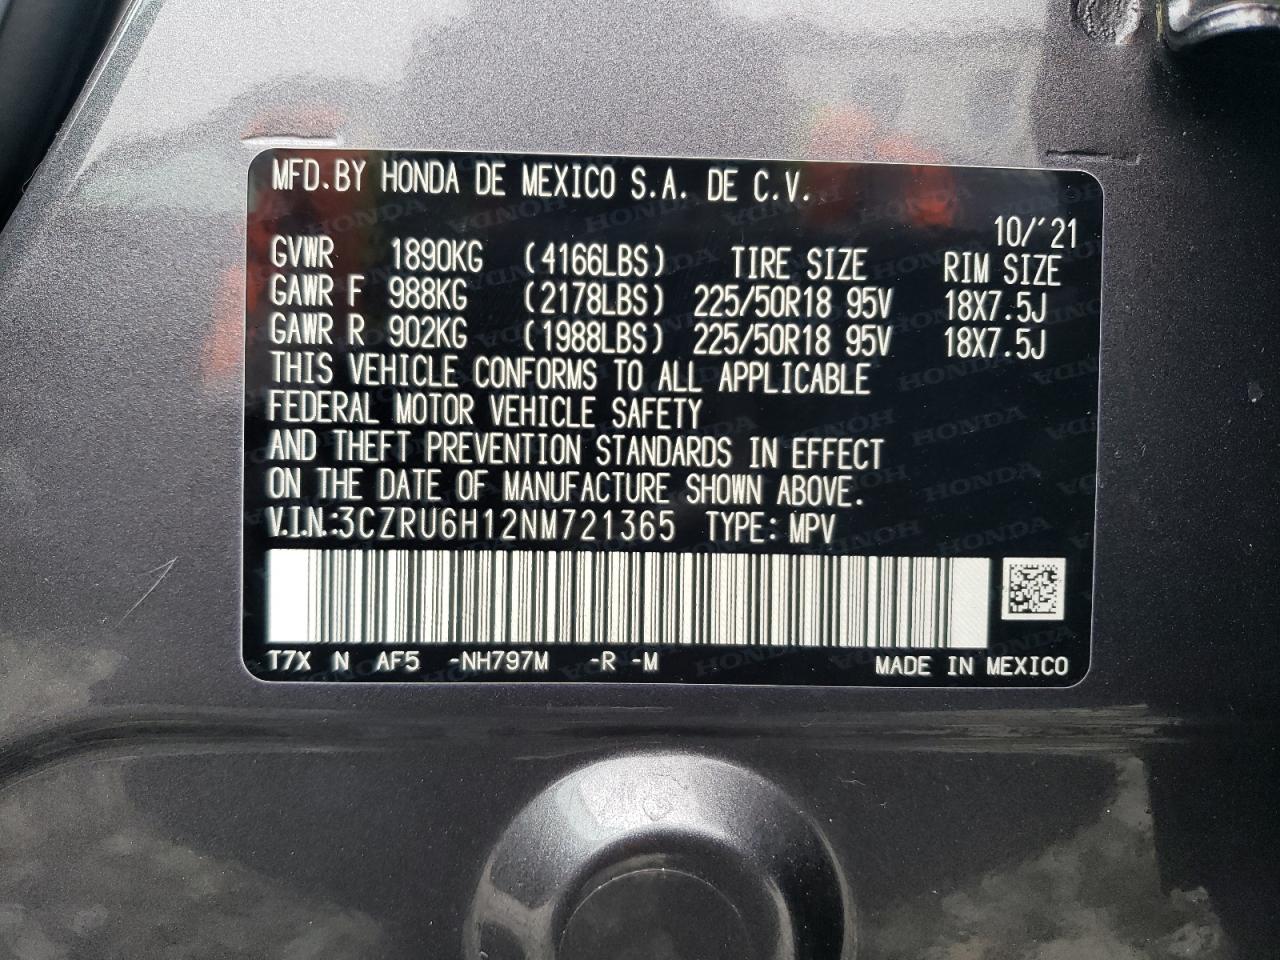 MFD.BY HONDA DE MEXICO S.A. DE C.V.
10/'21
GVWR 1890KG (4166LBS) TIRE SIZE RIM SIZE
GAWR F 988KG (2178LBS) 225/50R18 95V 18X7.5J
GAWR R 902KG (1988LBS) 225/50R18 95V 18X7.5J
THIS VEHICLE CONFORMS TO ALL APPLICABLE
FEDERAL MOTOR VEHICLE SAFETY
AND THEFT PREVENTION STANDARDS IN EFFECT
ON THE DATE OF MANUFACTURE SHOWN ABOVE.
V.I.N.:3CZRU6H12NM721365 TYPE: MPV
T7X N AF5 -NH797M -R -M MADE IN MEXICO